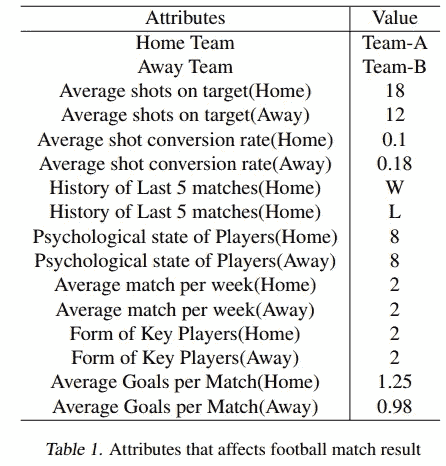 Attributes Value
Home Team Team-A
Away Team Team-B
Average shots on target(Home) 18
Average shots on target(Away) 12
Average shot conversion rate(Home) 0.1
Average shot conversion rate(Away) 0.18
History of Last 5 matches(Home) W
History of Last 5 matches(Home) L
Psychological state of Players(Home) 8
Psychological state of Players(Away) 8
Average match per week(Home) 2
Average match per week(Away) 2
Form of Key Players(Home) 2
Form of Key Players(Away) 2
Average Goals per Match(Home) 1.25
Average Goals per Match(Away) 0.98
Table 1. Attributes that affects football match result